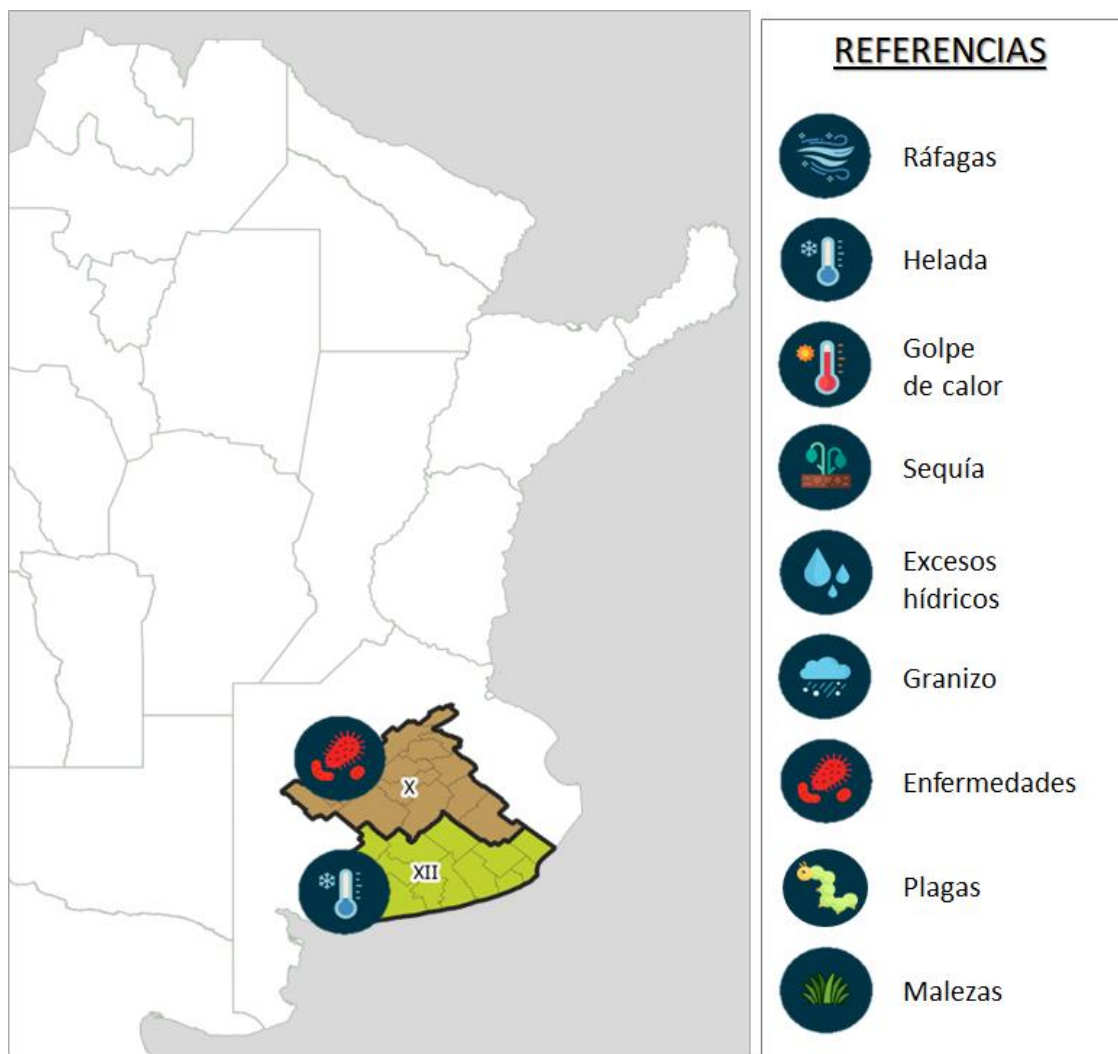 REFERENCIAS
Ráfagas
Helada
Golpe
de calor
Sequía
Excesos
hídricos
Granizo
Enfermedades
Plagas
Malezas
X
XII